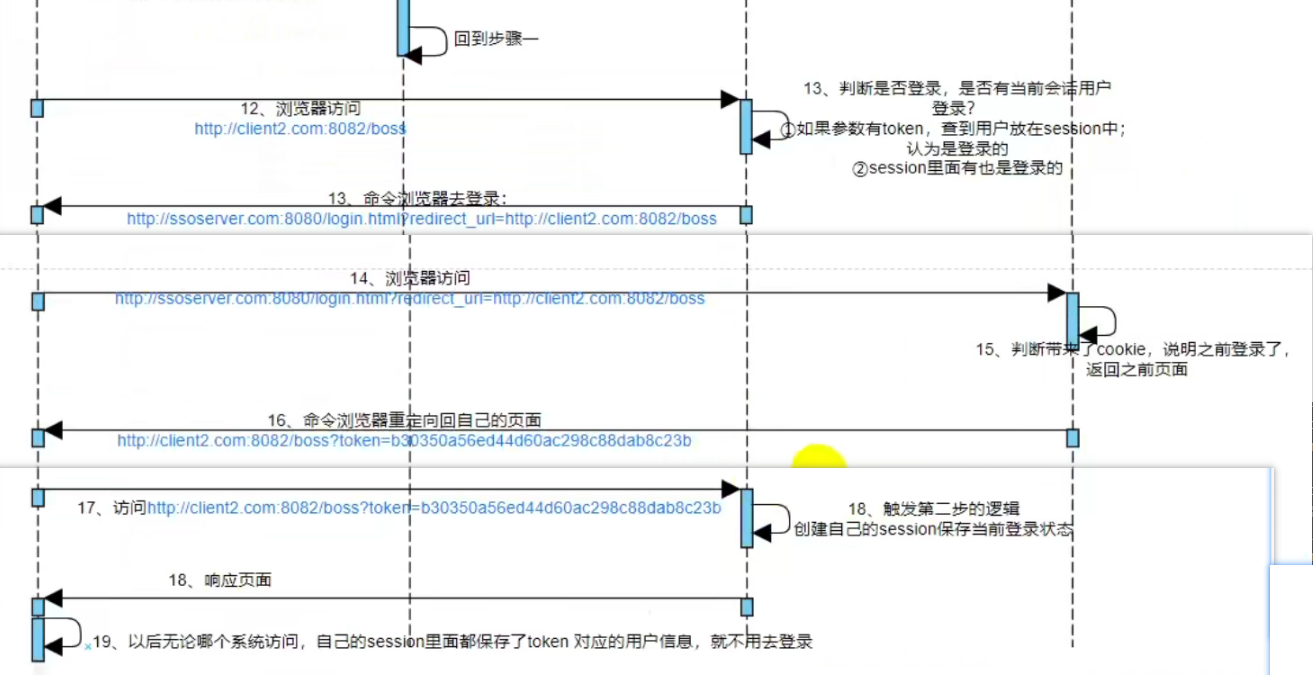 回到步骤一
12、浏览器访问
http://client2.com:8082/boss
13、判断是否登录，是否有当前会话用户
登录？
①如果参数有token，查到用户放在session中；
认为是登录的
②session里面有也是登录的
13、命令浏览器去登录：
http://ssoserver.com:8080/login.html?redirect_url=http://client2.com:8082/boss
14、浏览器访问
http://ssoserver.com:8080/login.html?redirect_url=http://client2.com:8082/boss
15、判断带来了cookie，说明之前登录了，
返回之前页面
16、命令浏览器重定向回自己的页面
http://client2.com:8082/boss?token=b30350a56ed44d60ac298c88dab8c23b
17、访问http://client2.com:8082/boss?token=b30350a56ed44d60ac298c88dab8c23b
18、触发第二步的逻辑
创建自己的session保存当前登录状态
18、响应页面
19、以后无论哪个系统访问，自己的session里面都保存了token 对应的用户信息，就不用去登录